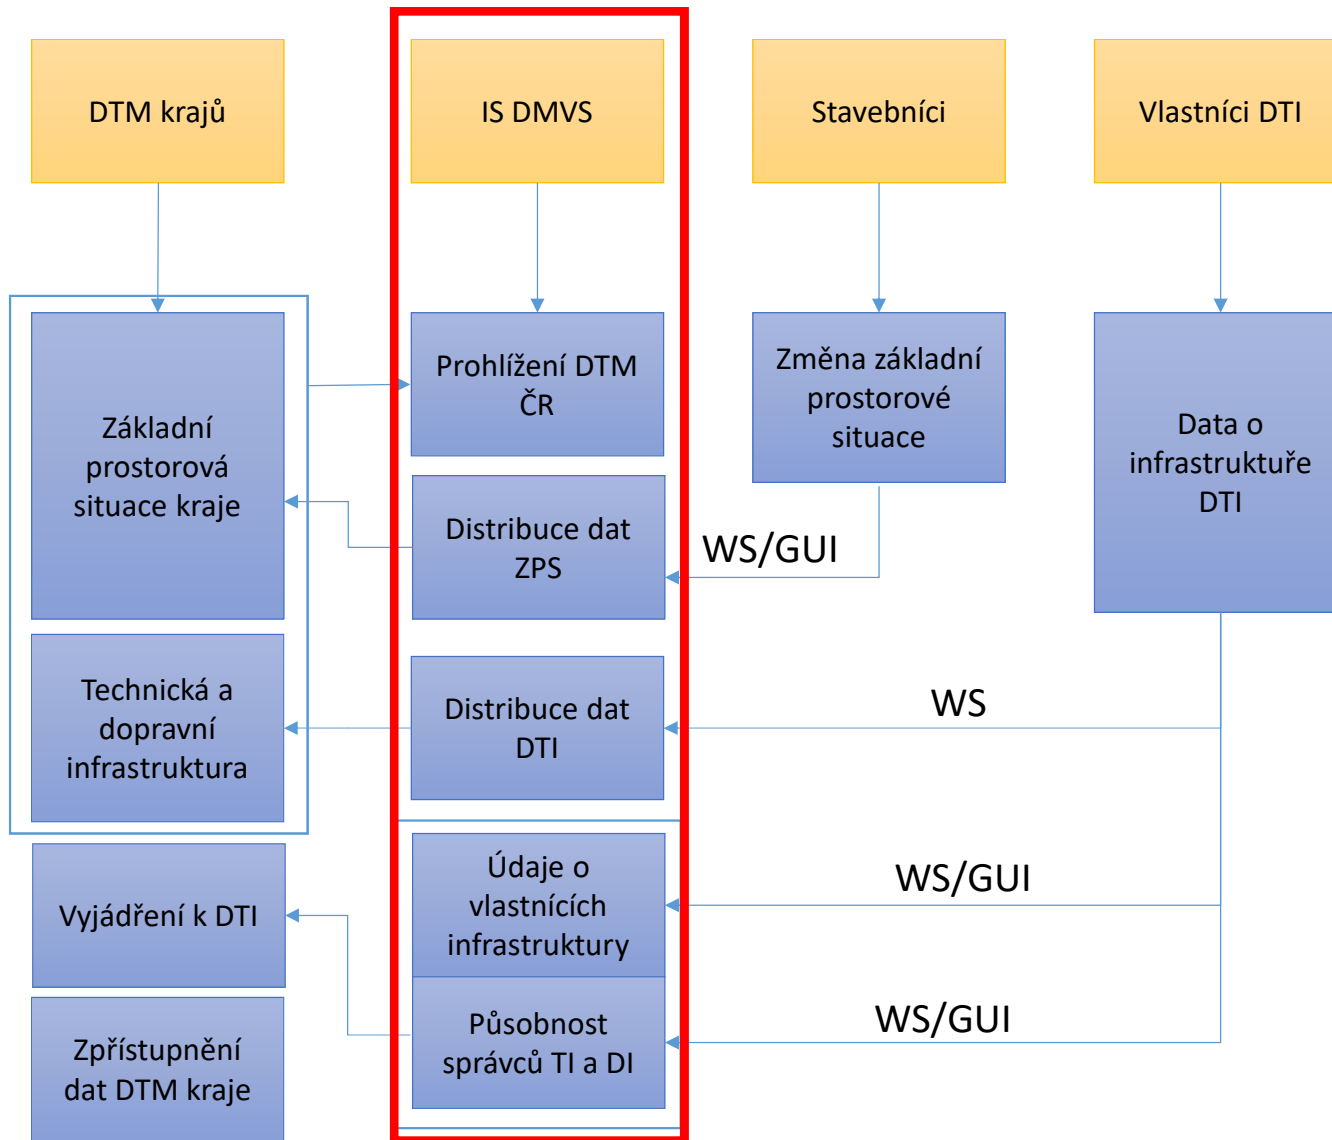 DTM krajů
IS DMVS
Stavebníci
Vlastníci DTI
Základní
prostorová
situace kraje
Prohlížení DTM
ČR
Změna základní
prostorové
situace
Data o
infrastruktuře
DTI
Distribuce dat
ZPS
WS/GUI
Technická a
dopravní
infrastruktura
Distribuce dat
DTI
WS
Vyjádření k DTI
Údaje o
vlastnících
infrastruktury
WS/GUI
Zpřístupnění
dat DTM kraje
Působnost
správců TI a DI
WS/GUI